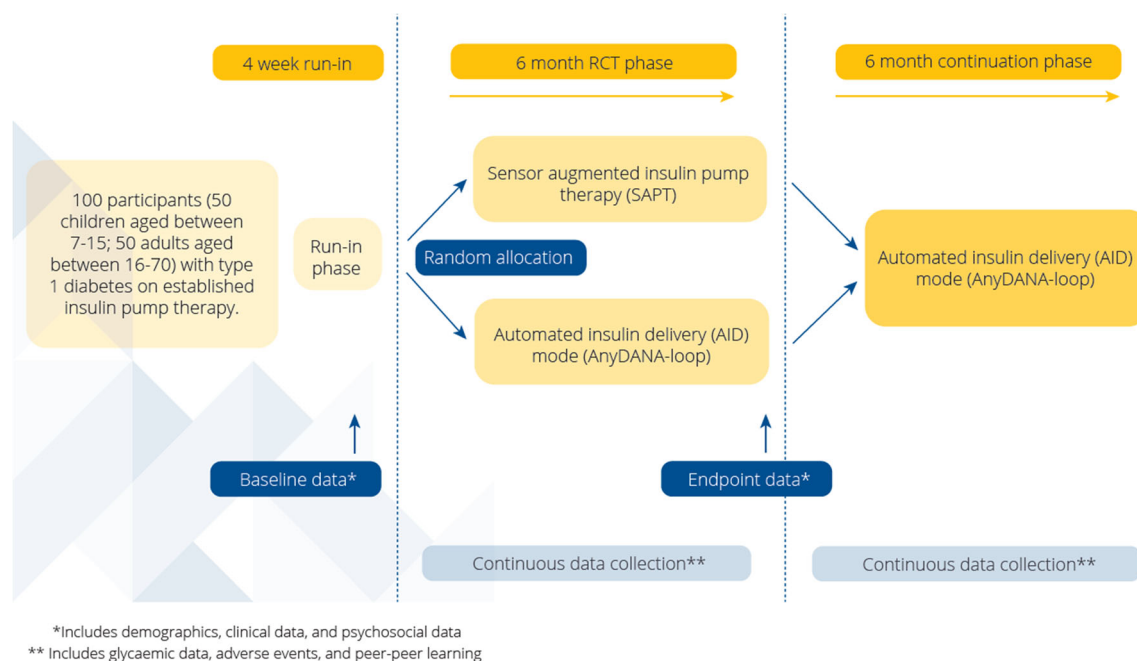 4 week run-in
6 month RCT phase
6 month continuation phase
100 participants (50
children aged between
7-15; 50 adults aged
between 16-70) with type
1 diabetes on established
insulin pump therapy.
Run-in
phase
Random allocation
Sensor augmented insulin pump
therapy (SAPT)
Automated insulin delivery (AID)
mode (AnyDANA-loop)
Automated insulin delivery (AID)
mode (AnyDANA-loop)
Baseline data*
Endpoint data*
Continuous data collection**
Continuous data collection**
*Includes demographics, clinical data, and psychosocial data
** Includes glycaemic data, adverse events, and peer-peer learning